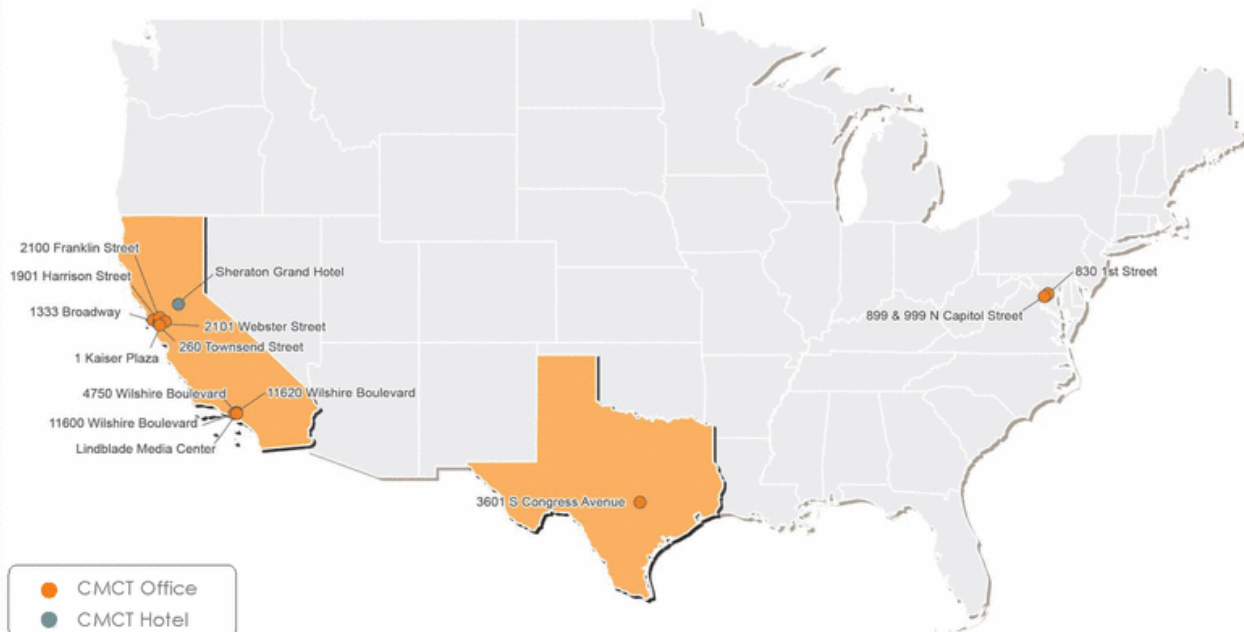 2100 Franklin Street
1901 Harrison Street
Sheraton Grand Hotel
830 1st Street
1333 Broadway
899 & 999 N Capitol Street
2101 Webster Street
260 Townsend Street
1 Kaiser Plaza
4750 Wilshire Boulevard
11620 Wilshire Boulevard
11600 Wilshire Boulevard
Lindblade Media Center
3601 S Congress Avenue
CMCT Office
CMCT Hotel